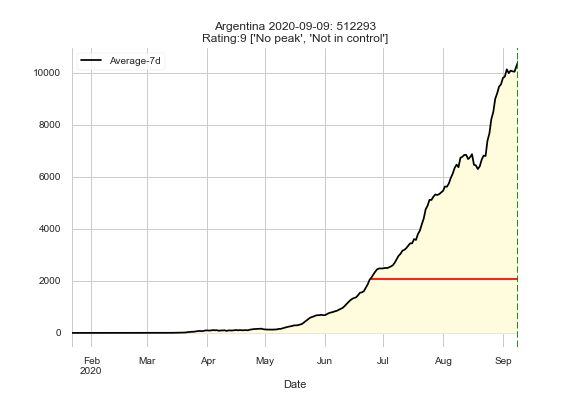 Argentina 2020-09-09: 512293
Rating:9 ['No peak', 'Not in control']
Average-7d
10000
8000
6000
4000
2000
0
Feb Mar Apr May Jun Jul Aug Sep
2020
Date